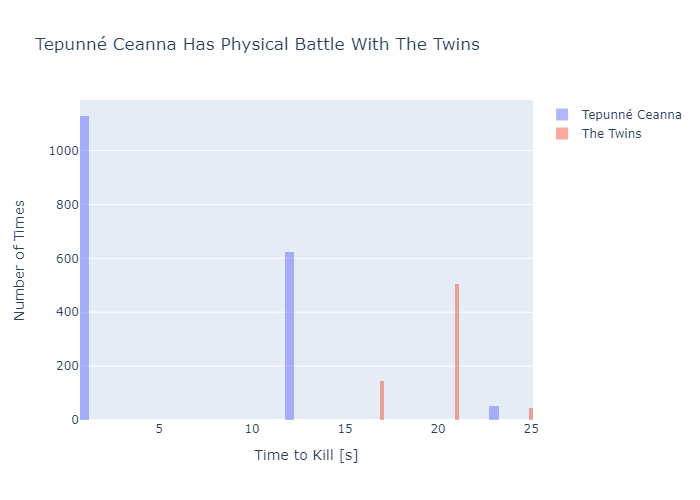 Tepunné Ceanna Has Physical Battle With The Twins
Tepunné Ceanna
The Twins
Number of Times
1000
800
600
400
200
0
5
10
15
20
25
Time to Kill [s]